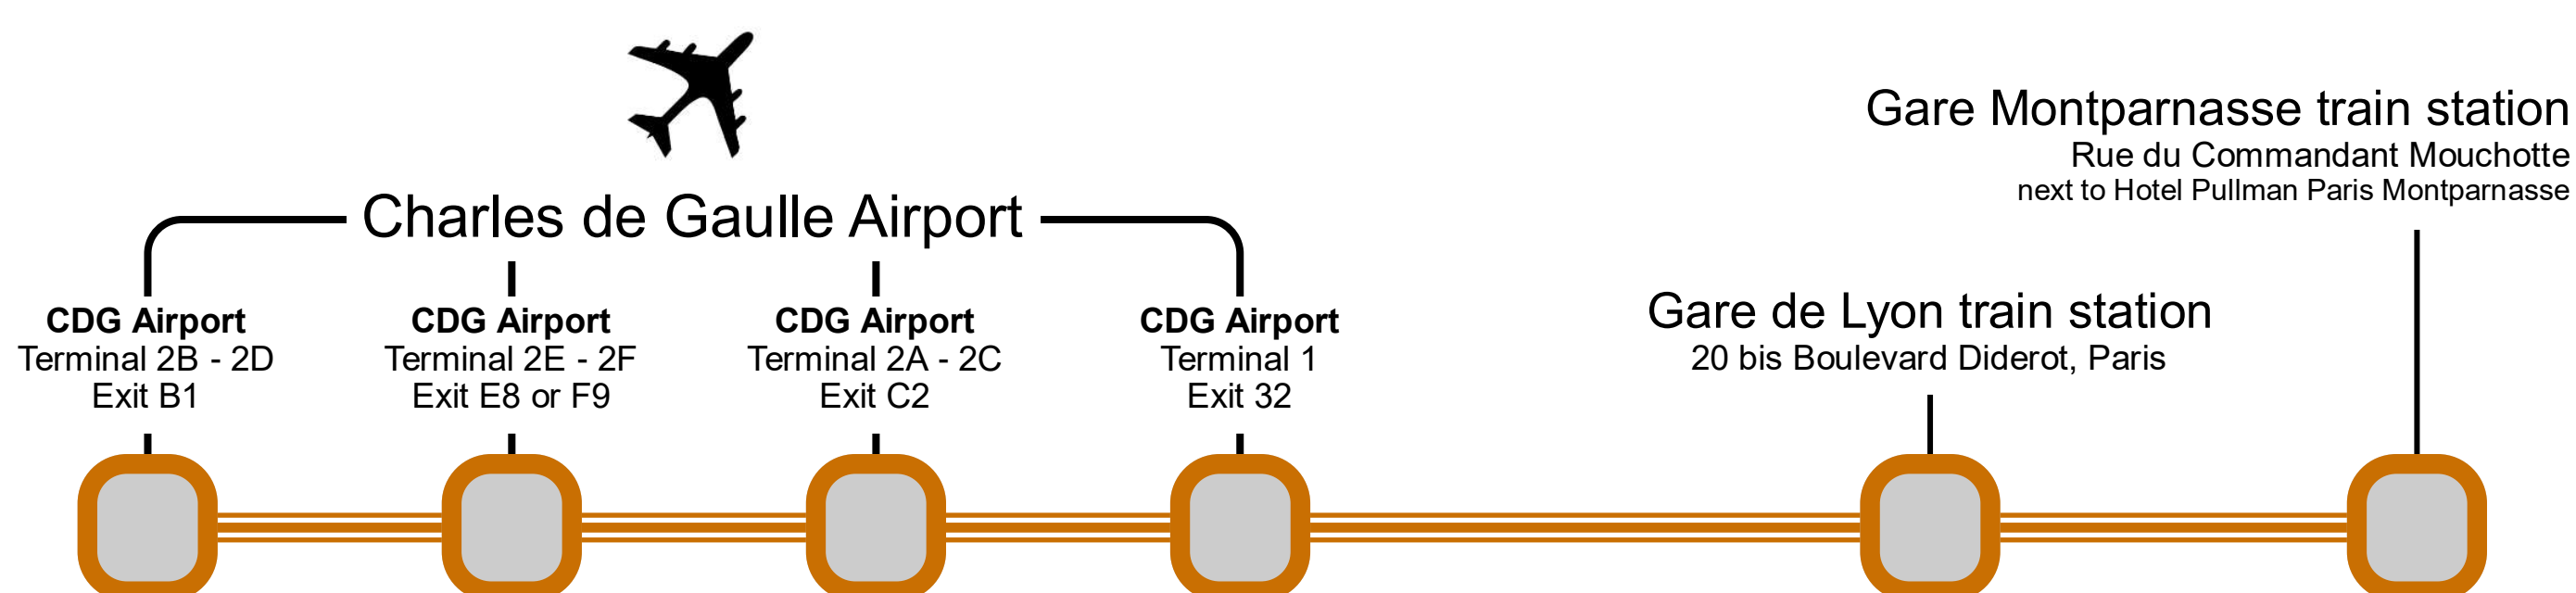 Charles de Gaulle Airport
CDG Airport
Terminal 2B - 2D
Exit B1
CDG Airport
Terminal 2E - 2F
Exit E8 or F9
CDG Airport
Terminal 2A - 2C
Exit C2
CDG Airport
Terminal 1
Exit 32
Gare de Lyon train station
20 bis Boulevard Diderot, Paris
Gare Montparnasse train station
Rue du Commandant Mouchotte
next to Hotel Pullman Paris Montparnasse